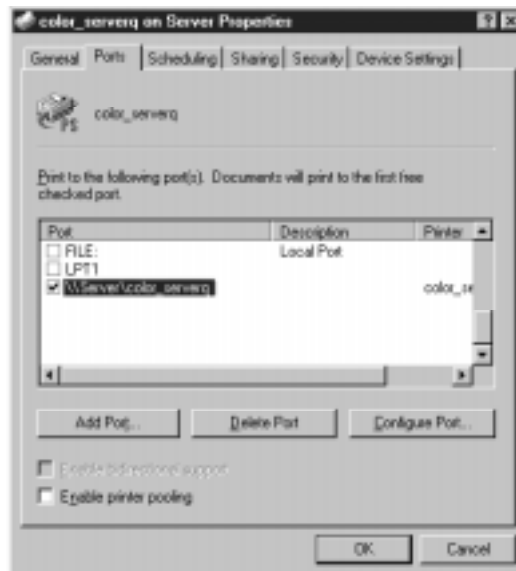 color_serverq on Server Properties
General Ports Scheduling Sharing Security Device Settings
PS
color_serverq
Print to the following port(s). Documents will print to the first free
checked port.
Port Description Printer
FILE: Local Port
LPT1
\\Server\color_serverq color_se
Add Port... Delete Port Configure Port...
Enable bidirectional support
Enable printer pooling
OK Cancel